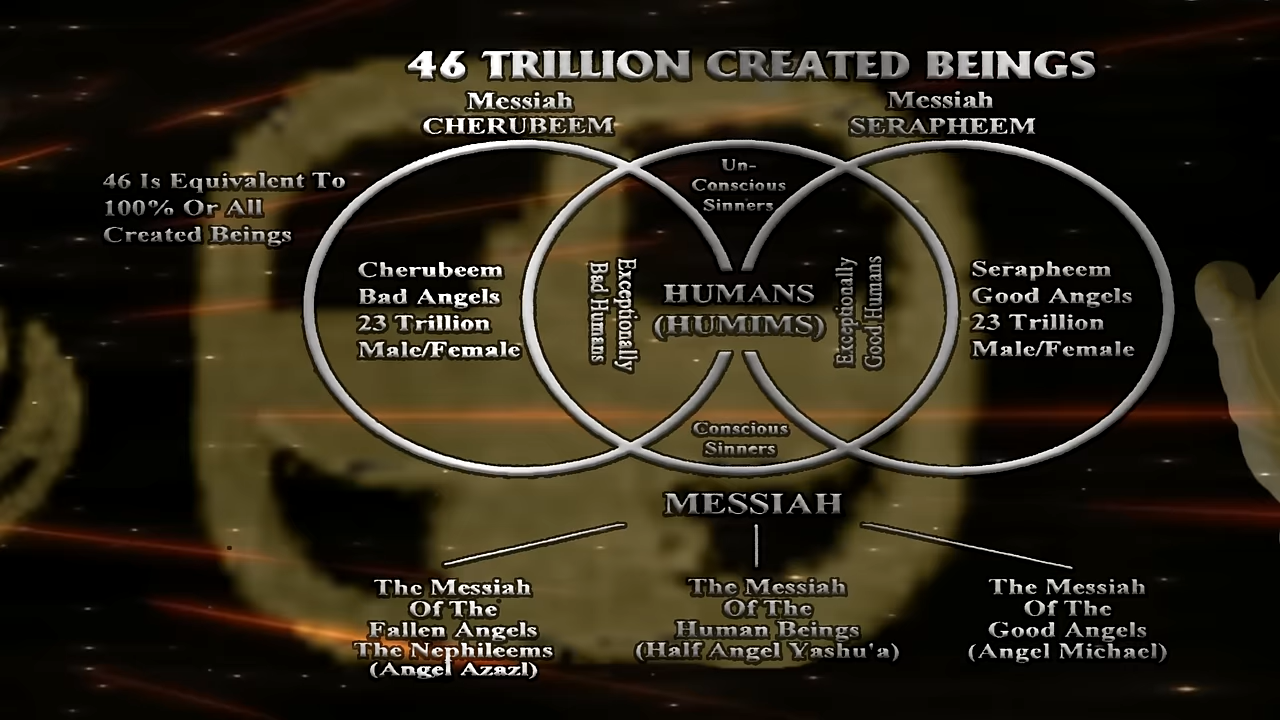 46 TRILLION CREATED BEINGS
Messiah
CHERUBEEM
Messiah
SERAPHEEM
46 Is Equivalent To
100% Or All
Created Beings
Un-
Conscious
Sinners
Cherubeem
Bad Angels
23 Trillion
Male/Female
Exceptionally
Bad Humans
HUMANS
(HUMIMS)
Exceptionally
Good Humans
Serapheem
Good Angels
23 Trillion
Male/Female
Conscious
Sinners
MESSIAH
The Messiah
Of The
Fallen Angels
The Nephileems
(Angel Azazl)
The Messiah
Of The
Human Beings
(Half Angel Yashu'a)
The Messiah
Of The
Good Angels
(Angel Michael)